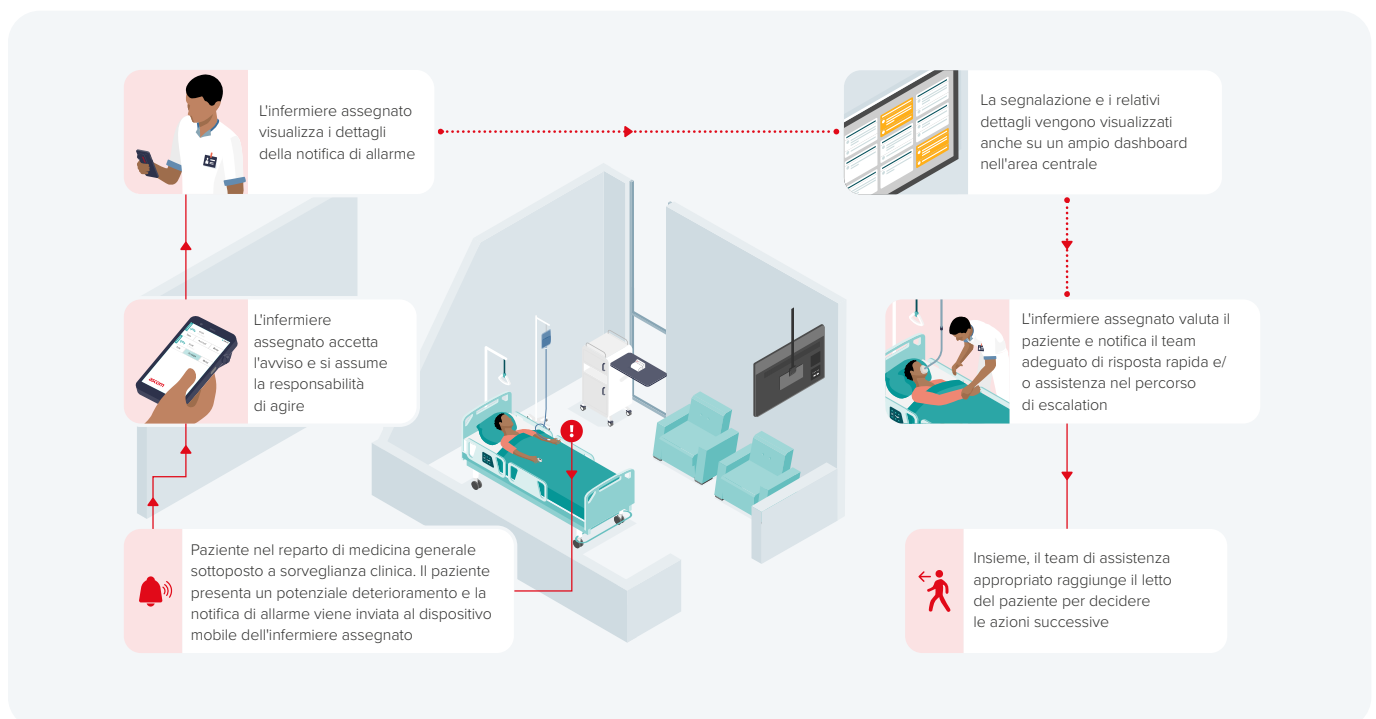 L'infermiere assegnato
visualizza i dettagli
della notifica di allarme
La segnalazione e i relativi
dettagli vengono visualizzati
anche su un ampio dashboard
nell'area centrale
L'infermiere
assegnato accetta
l'avviso e si assume
la responsabilità
di agire
ascom
L'infermiere assegnato valuta il
paziente e notifica il team
adeguato di risposta rapida e/
o assistenza nel percorso
di escalation
Paziente nel reparto di medicina generale
sottoposto a sorveglianza clinica. Il paziente
presenta un potenziale deterioramento e la
notifica di allarme viene inviata al dispositivo
mobile dell'infermiere assegnato
Insieme, il team di assistenza
appropriato raggiunge il letto
del paziente per decidere
le azioni successive